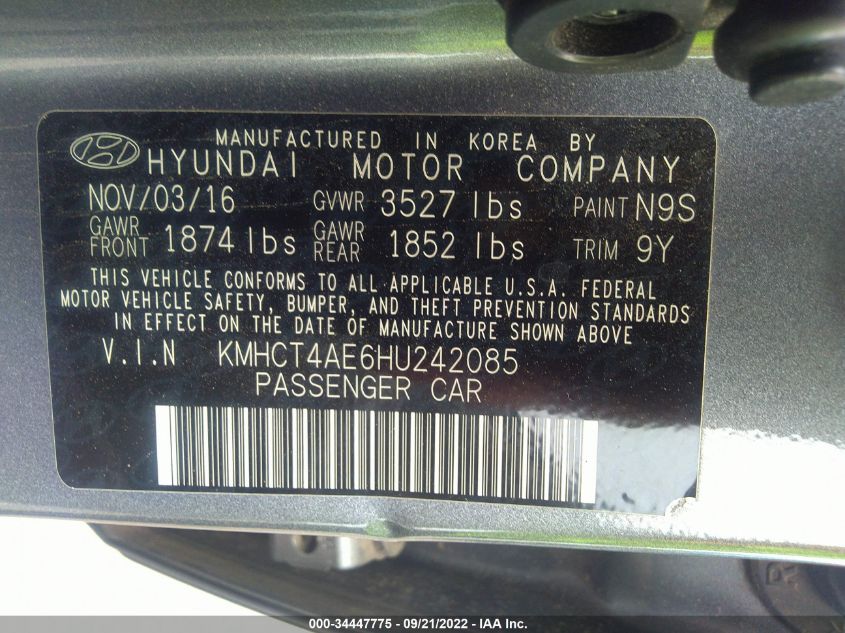 MANUFACTURED IN KOREA BY
HYUNDAI MOTOR COMPANY
NOV/03/16 GVWR 3527 lbs PAINT N9S
GAWR FRONT 1874 lbs GAWR REAR 1852 lbs TRIM 9Y
THIS VEHICLE CONFORMS TO ALL APPLICABLE U.S.A. FEDERAL
MOTOR VEHICLE SAFETY, BUMPER, AND THEFT PREVENTION STANDARDS
IN EFFECT ON THE DATE OF MANUFACTURE SHOWN ABOVE
V.I.N KMHCT4AE6HU242085
PASSENGER CAR
000-34447775 - 09/21/2022 - IAA Inc.